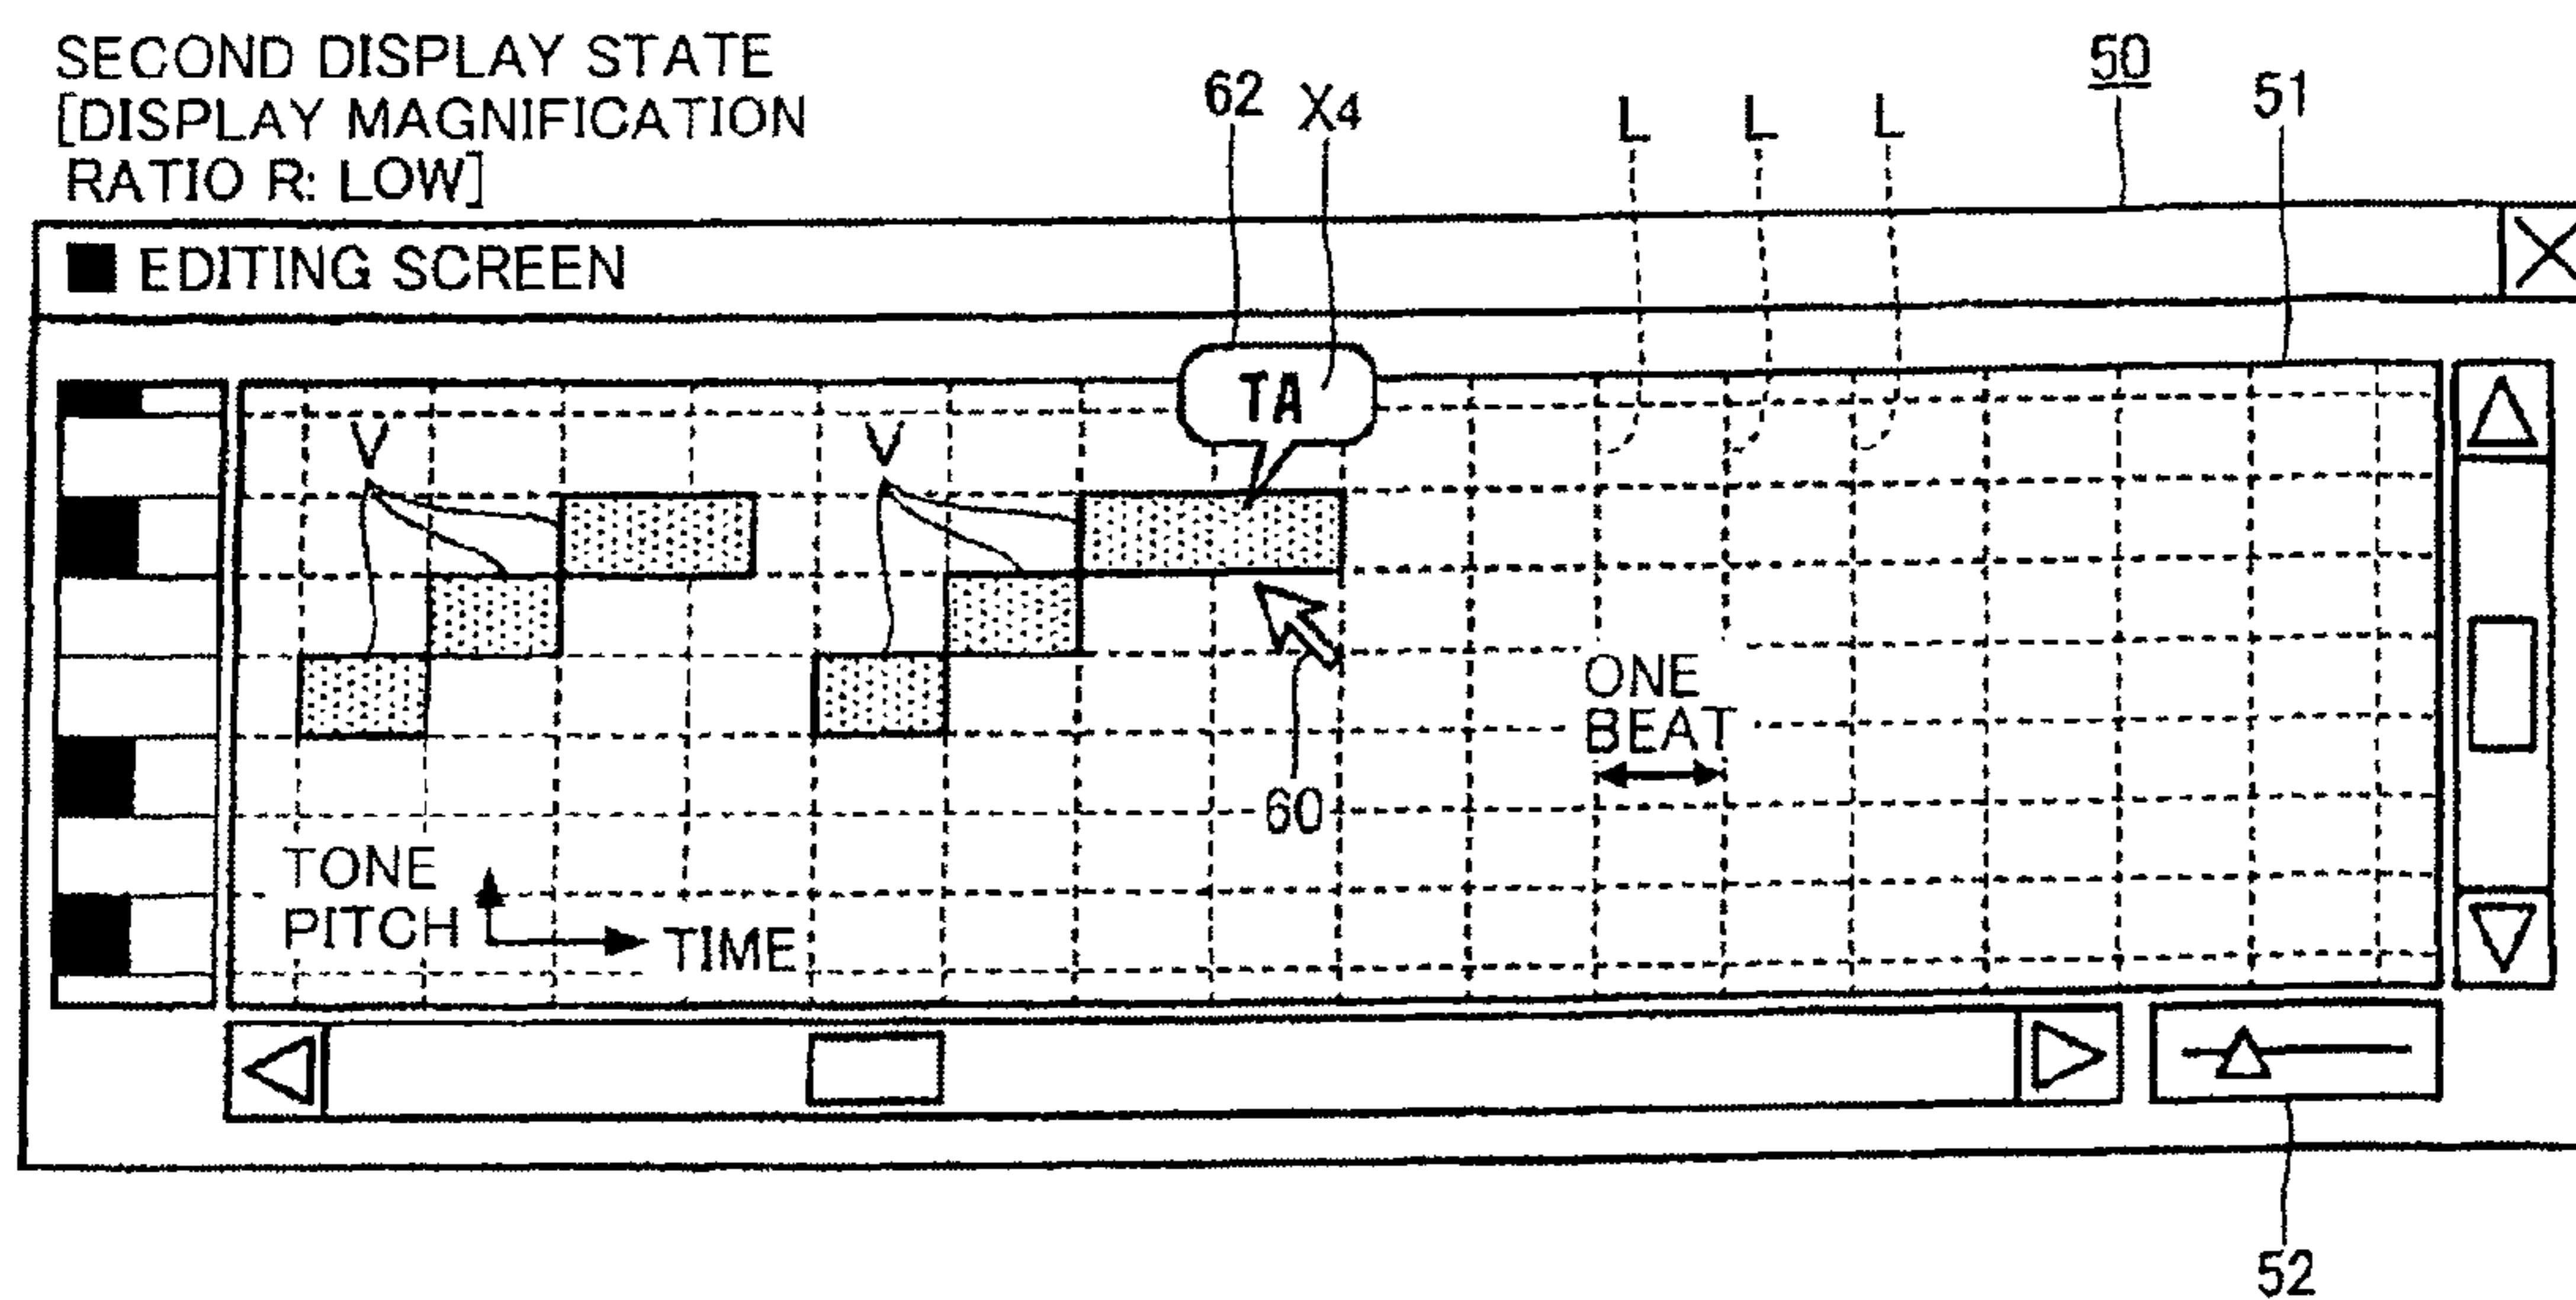 SECOND DISPLAY STATE
[DISPLAY MAGNIFICATION
RATIO R: LOW]
62
X4
L
L
L
50
51
EDITING SCREEN
TA
V
V
ONE
BEAT
60
TONE
PITCH
TIME
52